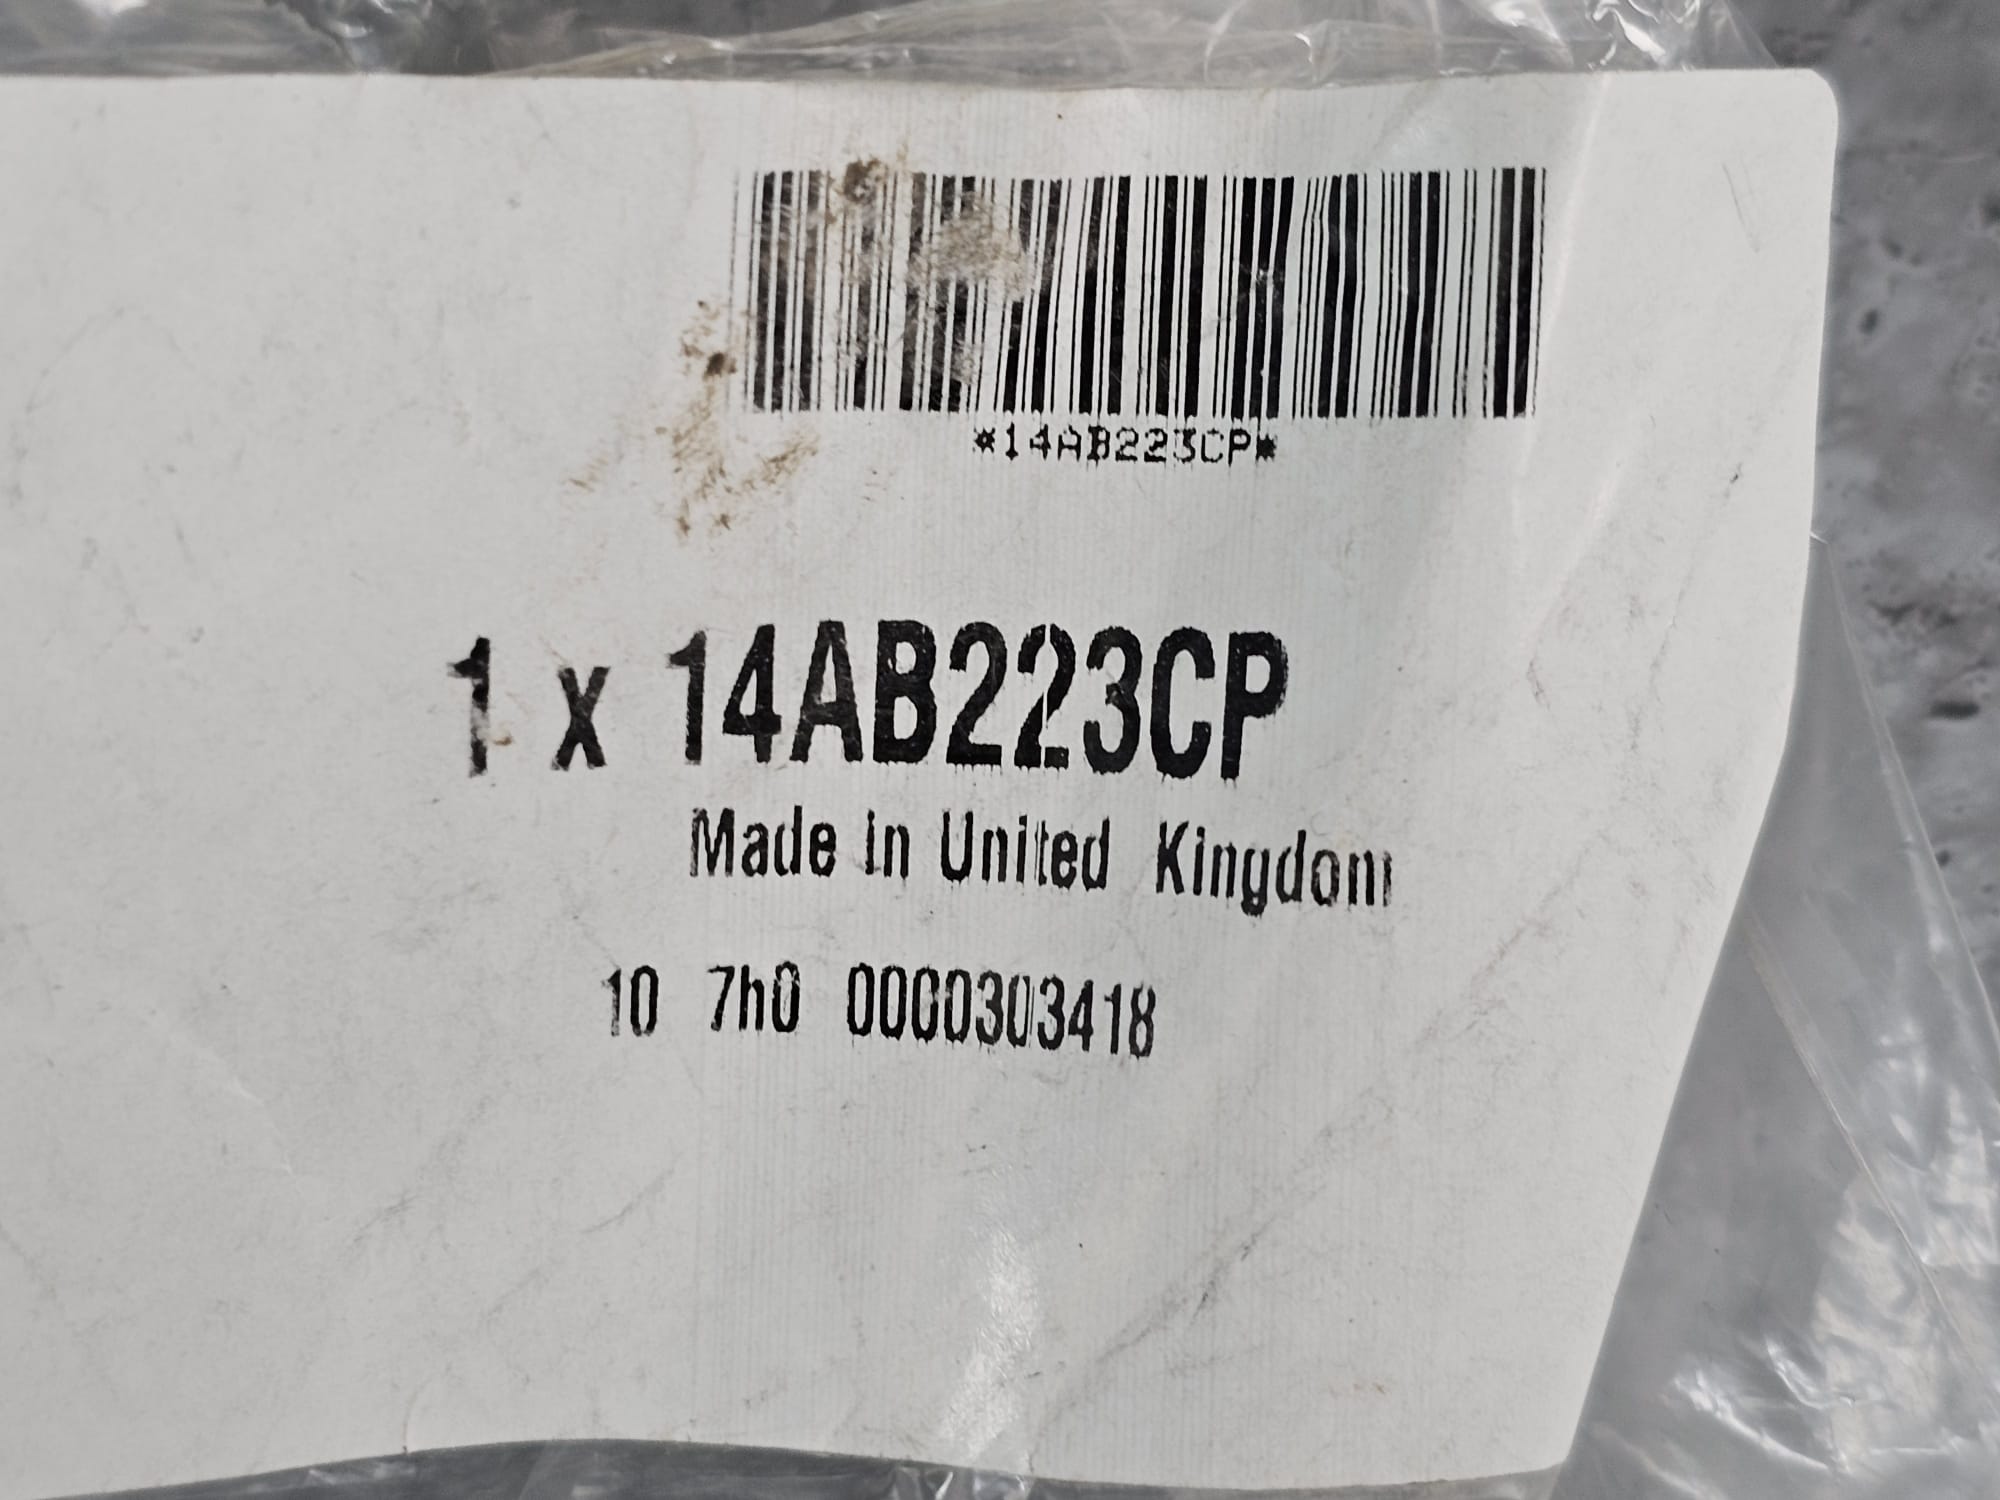 *14AB223CP*
1 x 14AB223CP
Made in United Kingdom
10 7h0 0000303418